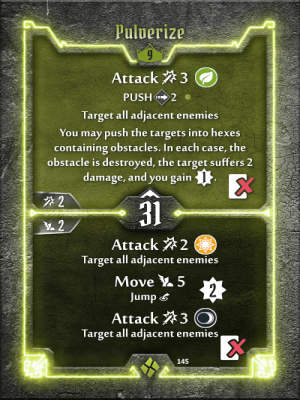 Pulverize
9
Attack 3
PUSH 2
Target all adjacent enemies
You may push the targets into hexes
containing obstacles. In each case, the
obstacle is destroyed, the target suffers 2
damage, and you gain 1.
2
31
2
Attack 2
Target all adjacent enemies
Move 5
Jump
2
Attack 3
Target all adjacent enemies
145